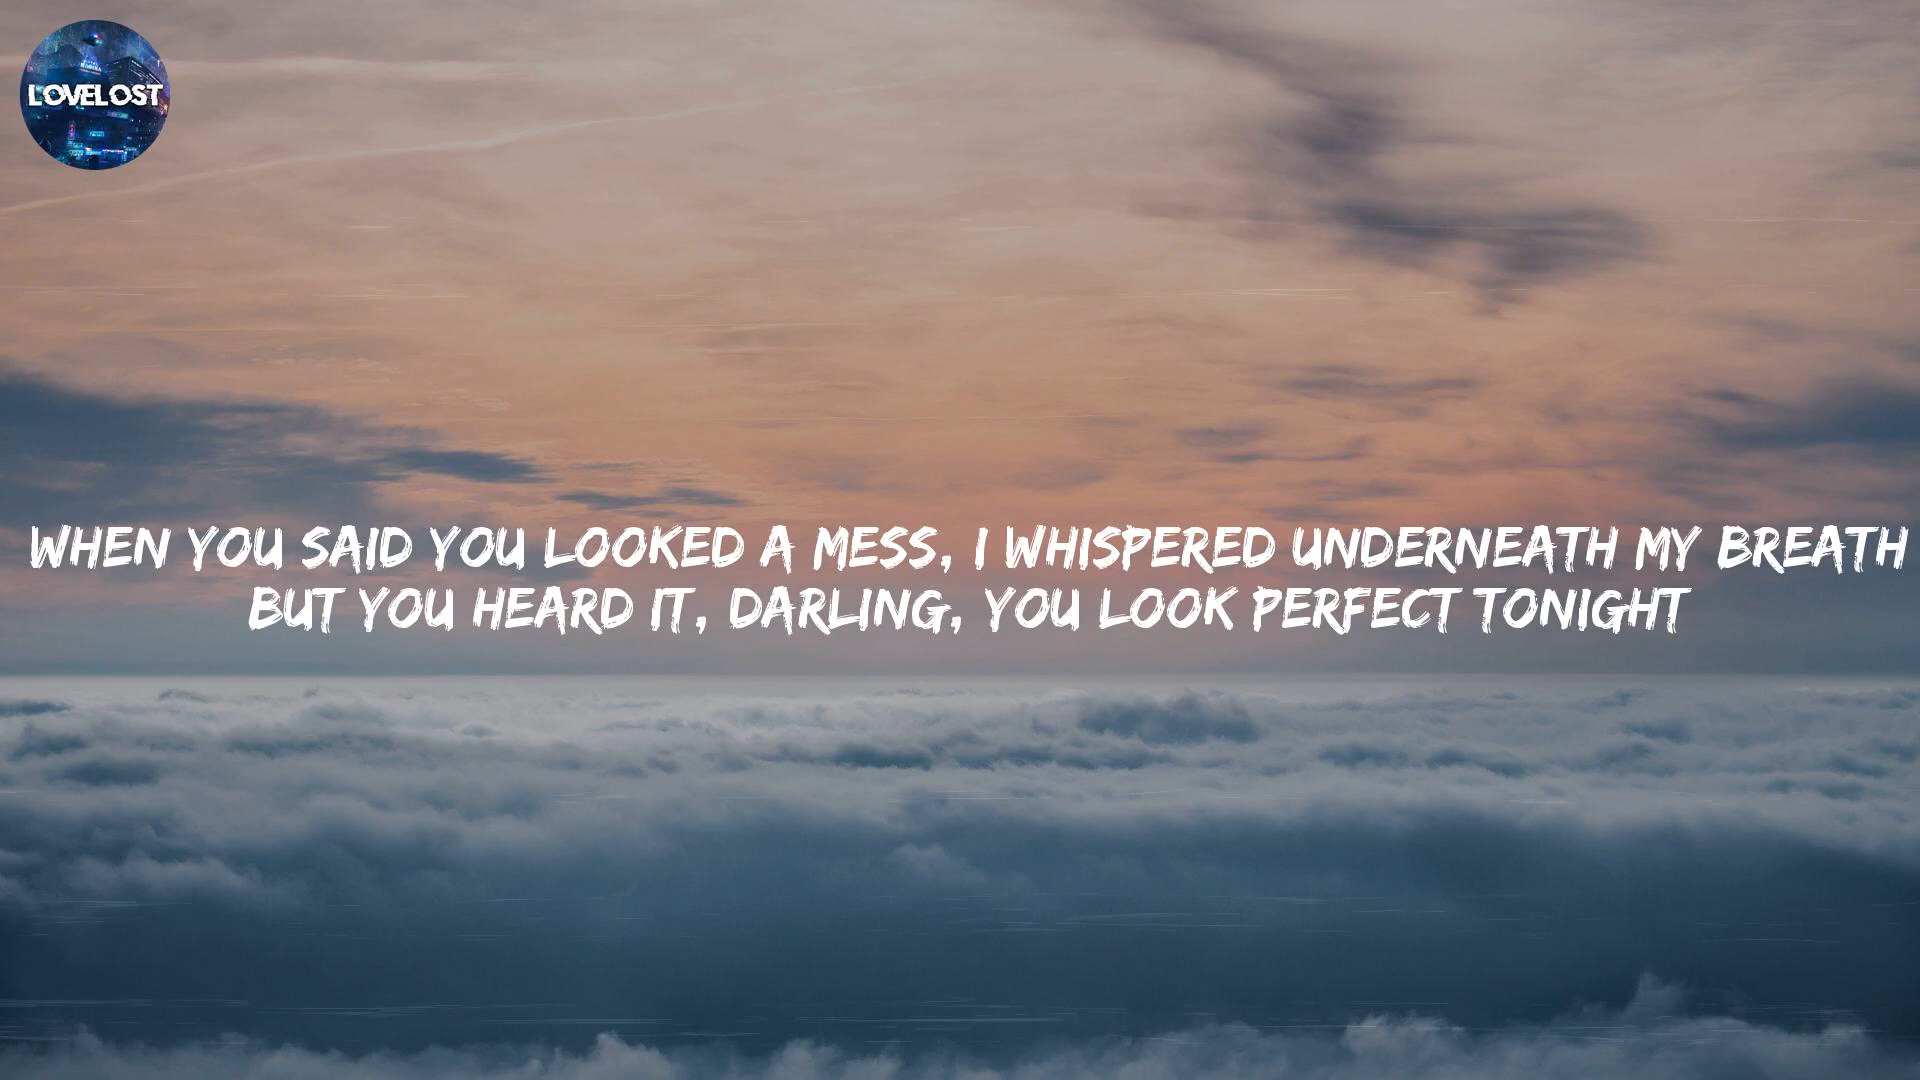 LOVELOST
WHEN YOU SAID YOU LOOKED A MESS, I WHISPERED UNDERNEATH MY BREATH
BUT YOU HEARD IT, DARLING, YOU LOOK PERFECT TONIGHT